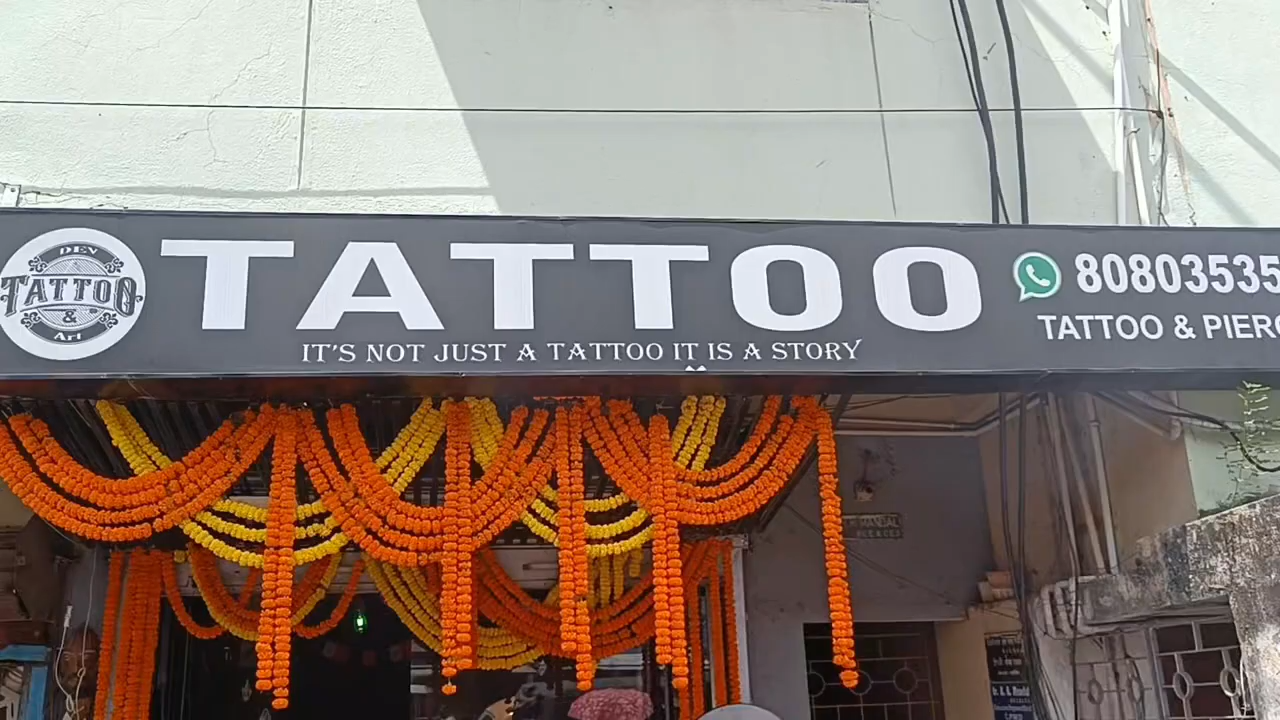 DEV
TATTOO
&
Art
TATTOO
IT'S NOT JUST A TATTOO IT IS A STORY
80803535
TATTOO & PIERC